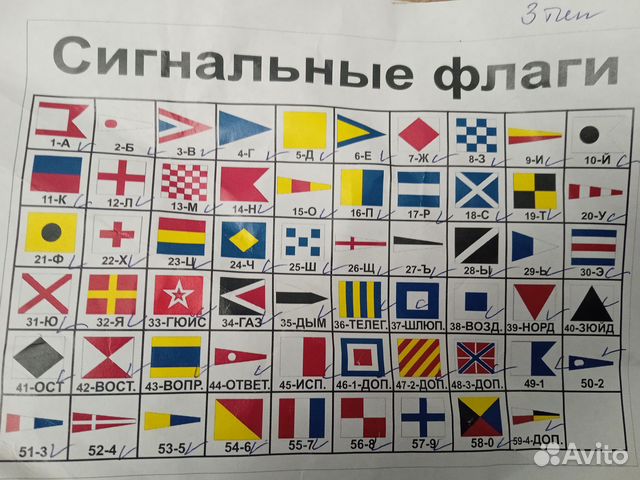 3 
Сигнальные флаги
1-А 2-Б 3-В 4-Г 5-Д 6-Е 7-Ж 8-З 9-И 10-Й
11-К 12-Л 13-М 14-Н 15-О 16-П 17-Р 18-С 19-Т 20-У
21-Ф 22-Х 23-Ц 24-Ч 25-Ш 26-Щ 27-Ъ 28-Ы 29-Ь 30-Э
31-Ю 32-Я 33-ГЮЙС 34-ГАЗ 35-ДЫМ 36-ТЕЛЕГ. 37-ШЛЮП. 38-ВОЗД. 39-НОРД 40-ЗЮЙД
41-ОСТ 42-ВОСТ. 43-ВОПР. 44-ОТВЕТ. 45-ИСП. 46-1-ДОП. 47-2-ДОП. 48-3-ДОП. 49-1 50-2
51-3 52-4 53-5 54-6 55-7 56-8 57-9 58-0 59-4-ДОП.
Avito